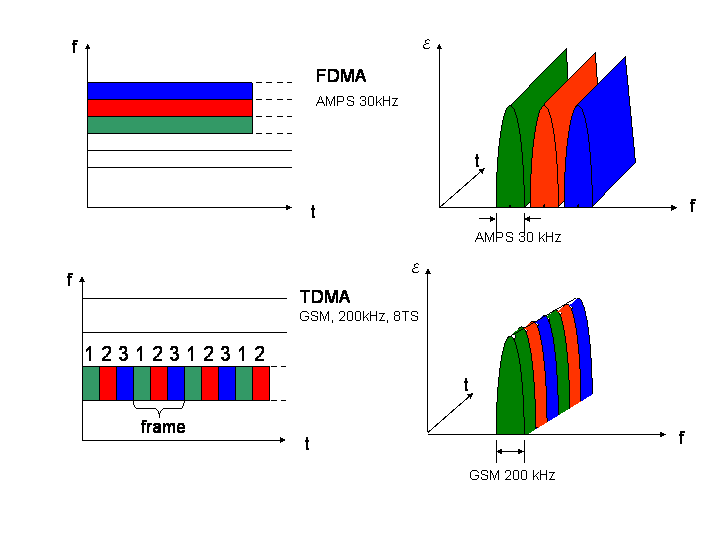 f
FDMA
AMPS 30kHz
t
ε
t
f
AMPS 30 kHz
f
TDMA
GSM, 200kHz, 8TS
1 2 3 1 2 3 1 2 3 1 2
frame
t
ε
t
f
GSM 200 kHz